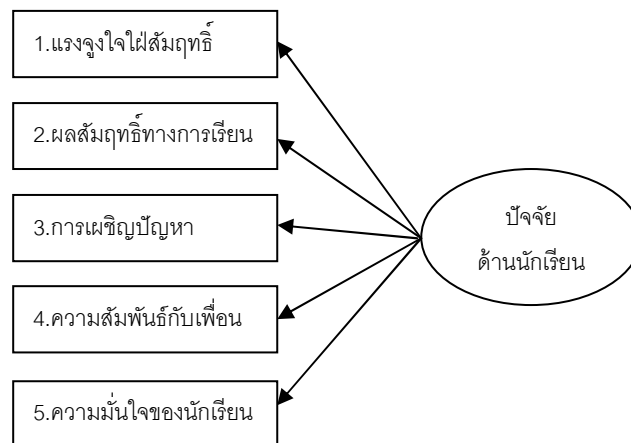 1.แรงจูงใจใฝ่สัมฤทธิ์
2.ผลสัมฤทธิ์ทางการเรียน
3.การเผชิญปัญหา
4.ความสัมพันธ์กับเพื่อน
5.ความมั่นใจของนักเรียน
ปัจจัย
ด้านนักเรียน